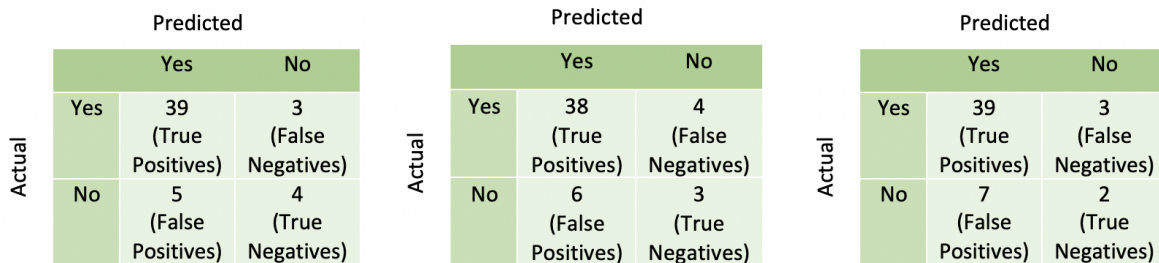 Predicted
Yes No
Actual
Yes 39 3
(True (False
Positives) Negatives)
No 5 4
(False (True
Positives) Negatives)
Predicted
Yes No
Actual
Yes 38 4
(True (False
Positives) Negatives)
No 6 3
(False (True
Positives) Negatives)
Predicted
Yes No
Actual
Yes 39 3
(True (False
Positives) Negatives)
No 7 2
(False (True
Positives) Negatives)